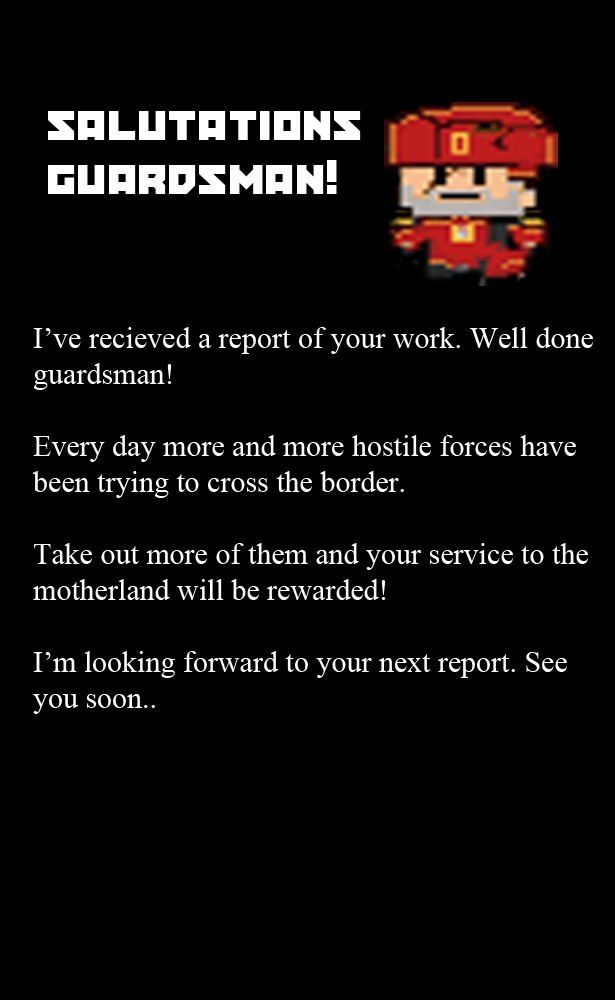 SALUTATIONS
GUARDSMAN!
I’ve recieved a report of your work. Well done
guardsman!
Every day more and more hostile forces have
been trying to cross the border.
Take out more of them and your service to the
motherland will be rewarded!
I’m looking forward to your next report. See
you soon..